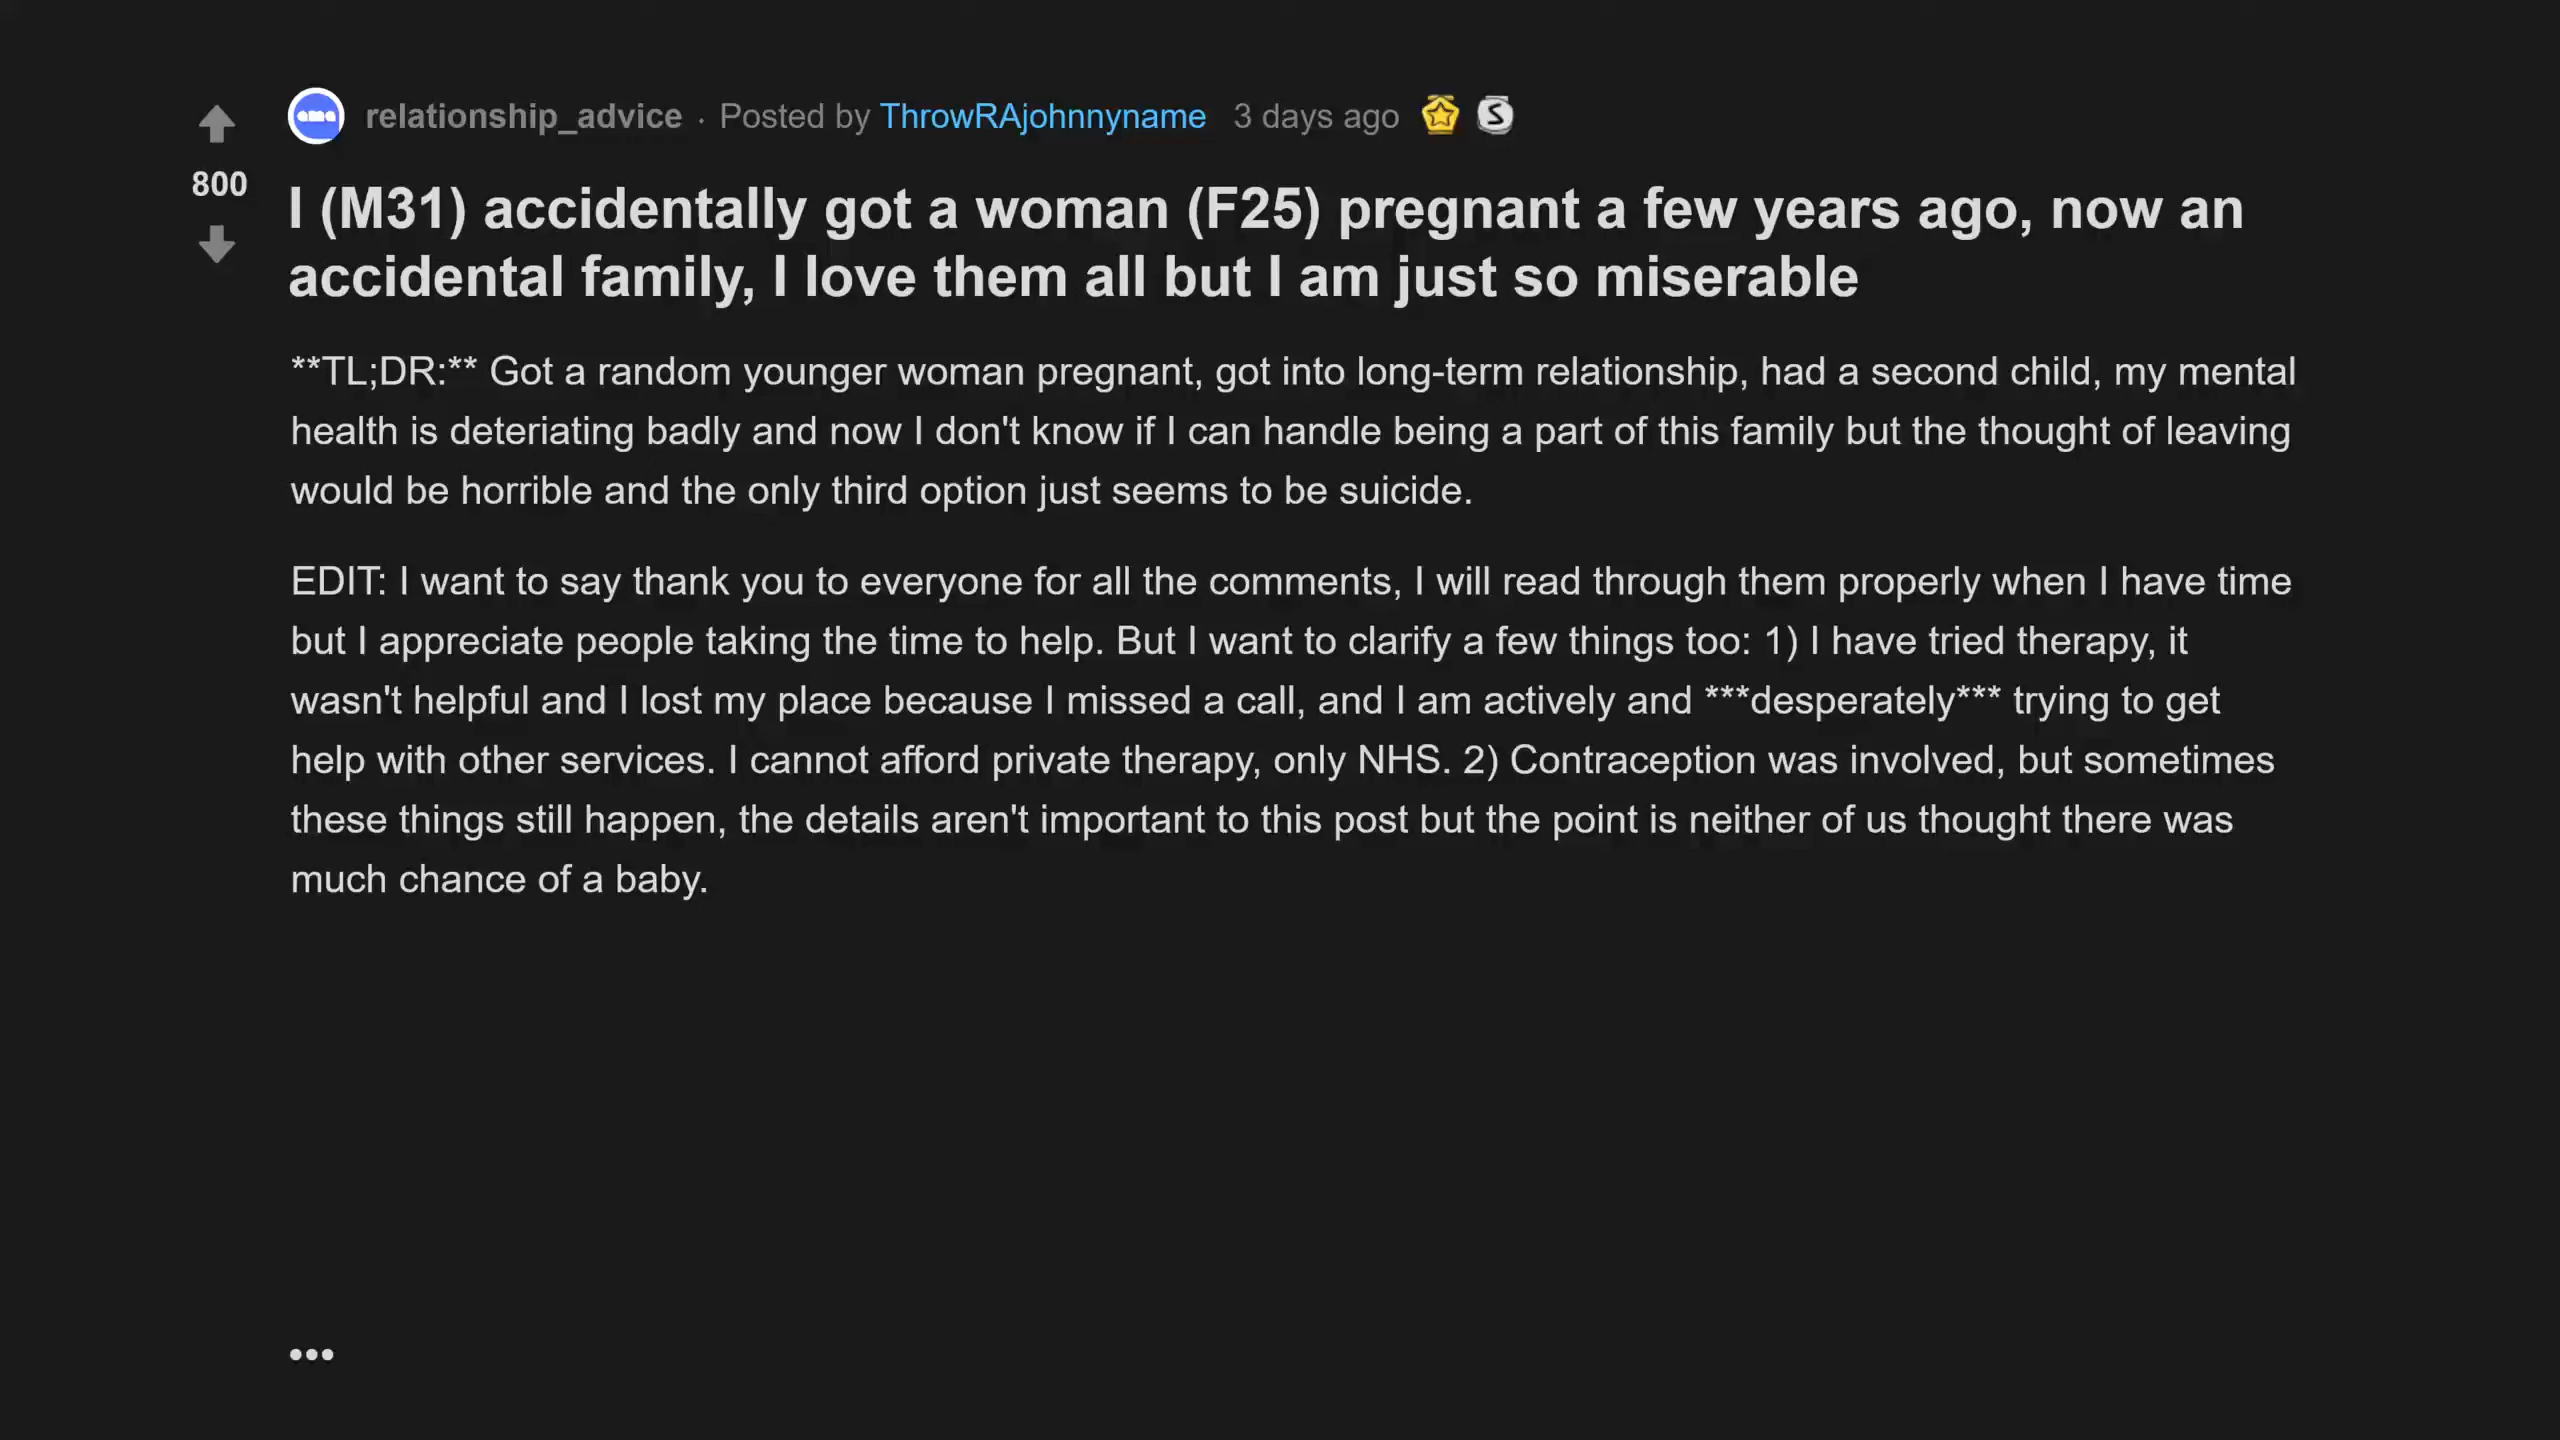 relationship_advice · Posted by ThrowRAjohnnyname 3 days ago
800
I (M31) accidentally got a woman (F25) pregnant a few years ago, now an
accidental family, I love them all but I am just so miserable
**TL;DR:** Got a random younger woman pregnant, got into long-term relationship, had a second child, my mental
health is deteriating badly and now I don't know if I can handle being a part of this family but the thought of leaving
would be horrible and the only third option just seems to be suicide.
EDIT: I want to say thank you to everyone for all the comments, I will read through them properly when I have time
but I appreciate people taking the time to help. But I want to clarify a few things too: 1) I have tried therapy, it
wasn't helpful and I lost my place because I missed a call, and I am actively and ***desperately*** trying to get
help with other services. I cannot afford private therapy, only NHS. 2) Contraception was involved, but sometimes
these things still happen, the details aren't important to this post but the point is neither of us thought there was
much chance of a baby.
•••